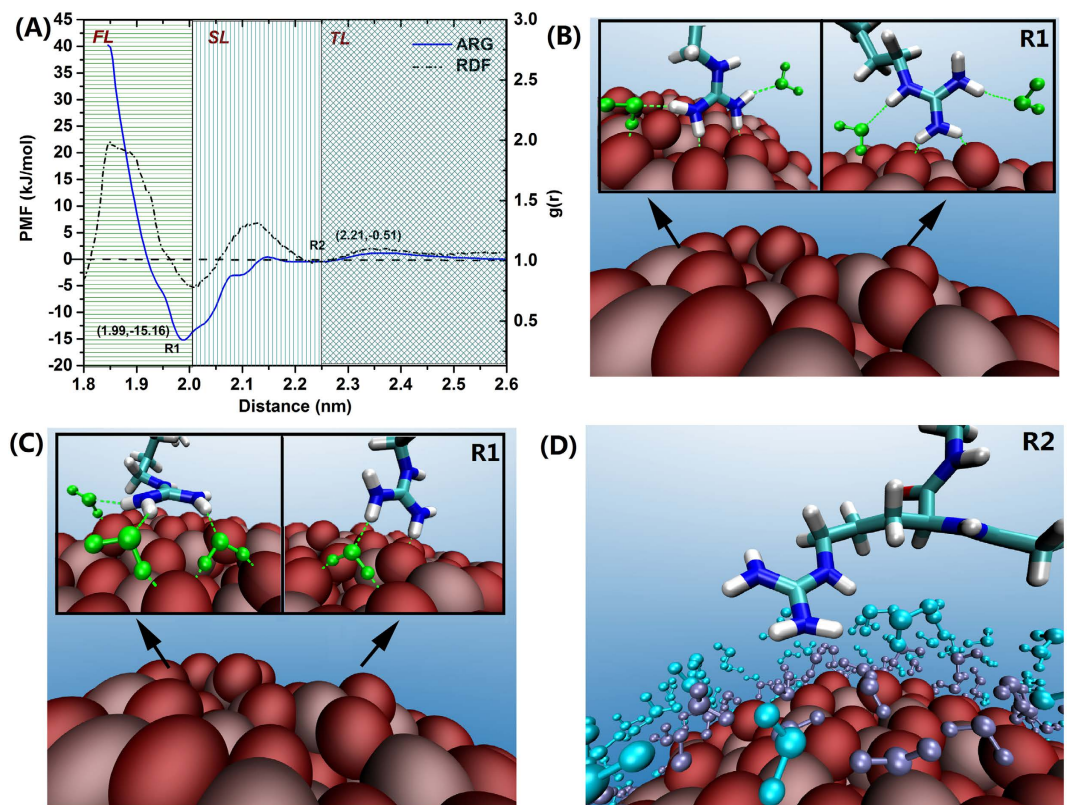 (A)
FL SL TL
ARG
RDF
PMF (kJ/mol)
45
40
35
30
25
20
15
10
5
0
-5
-10
-15
-20
3.0
2.5
2.0
1.5
1.0
0.5
g(r)
(2.21,-0.51)
R2
(1.99,-15.16)
R1
1.8 1.9 2.0 2.1 2.2 2.3 2.4 2.5 2.6
Distance (nm)
(B)
R1
(C)
R1
(D)
R2